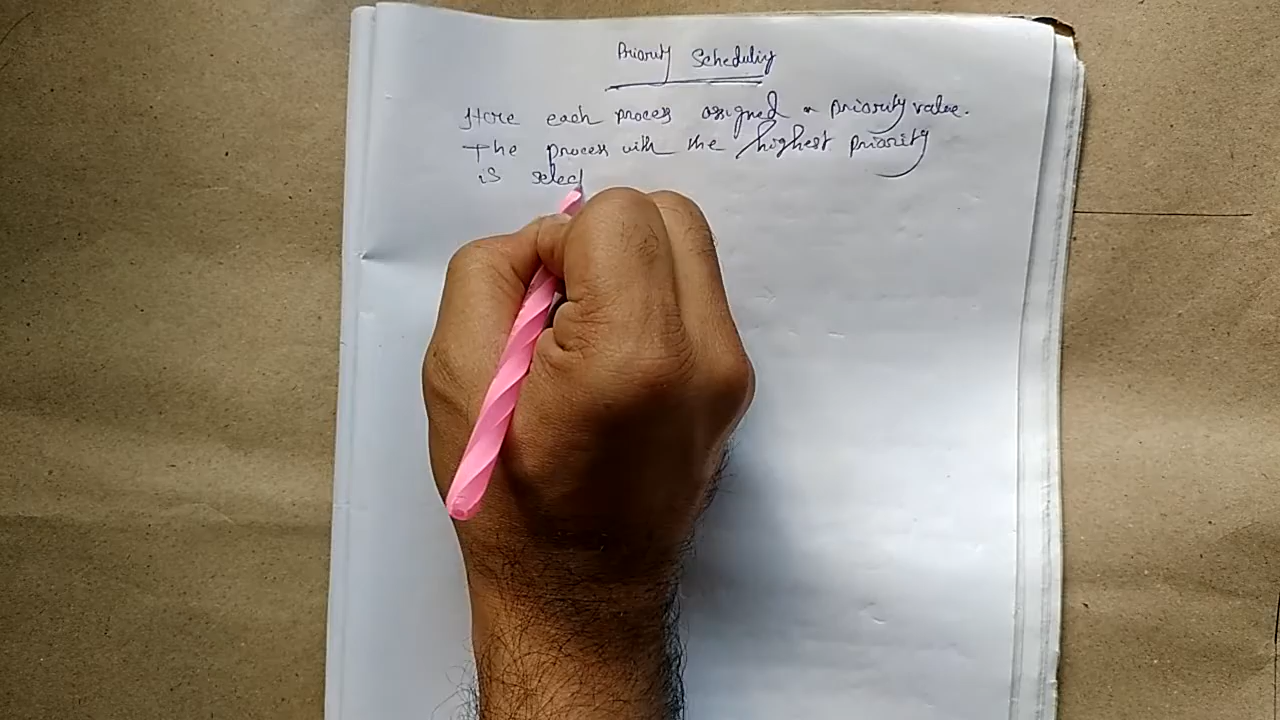 Priority Scheduling
Here each process assigned a priority value.
The process with the highest priority
is select